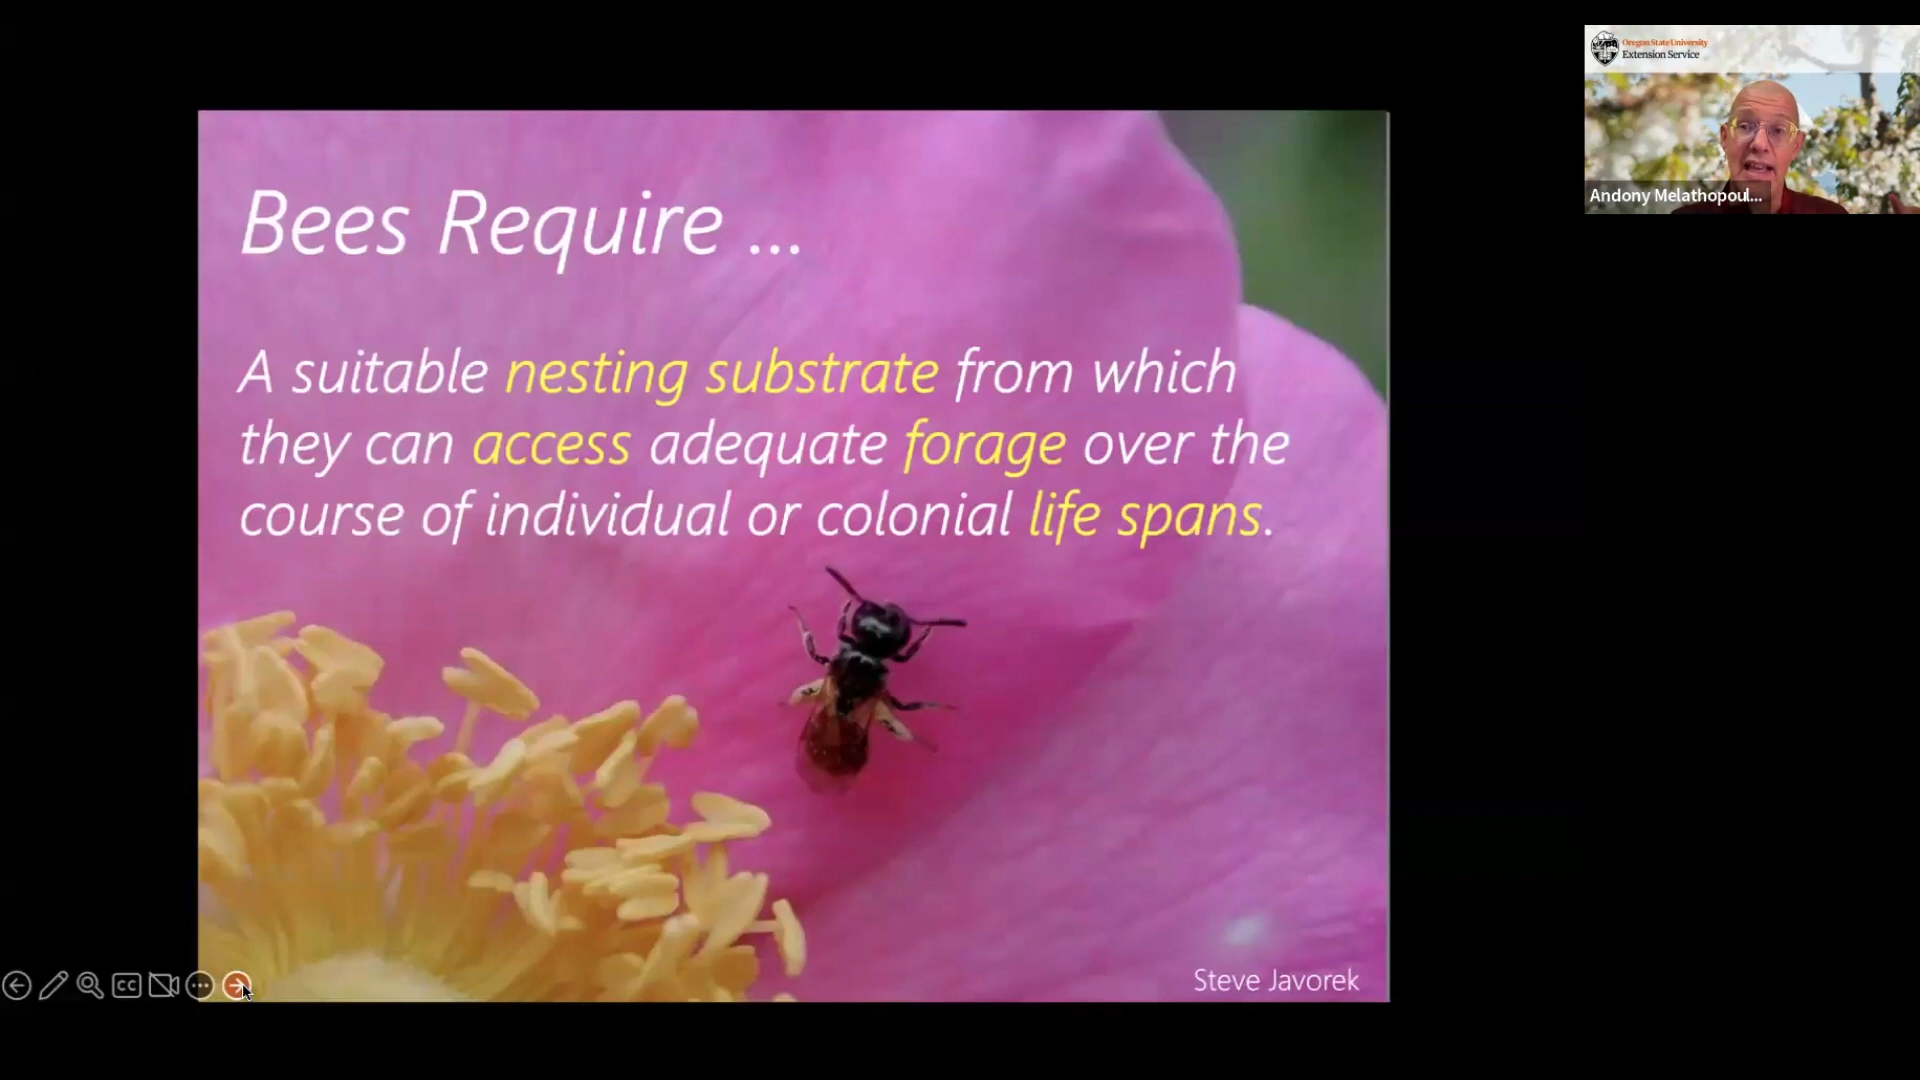 Oregon State University
Extension Service
Andony Melathopoul...
Bees Require ...
A suitable nesting substrate from which
they can access adequate forage over the
course of individual or colonial life spans.
Steve Javorek
CC